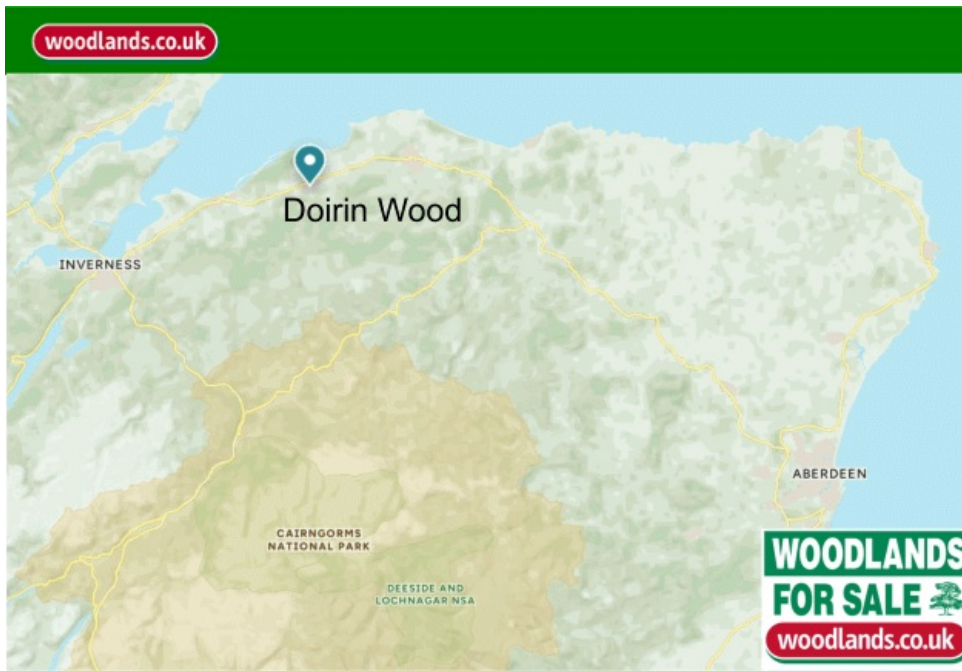 woodlands.co.uk
Doirin Wood
INVERNESS
ABERDEEN
CAIRNGORMS
NATIONAL PARK
DEESIDE AND
LOCHNAGAR NSA
WOODLANDS
FOR SALE
woodlands.co.uk